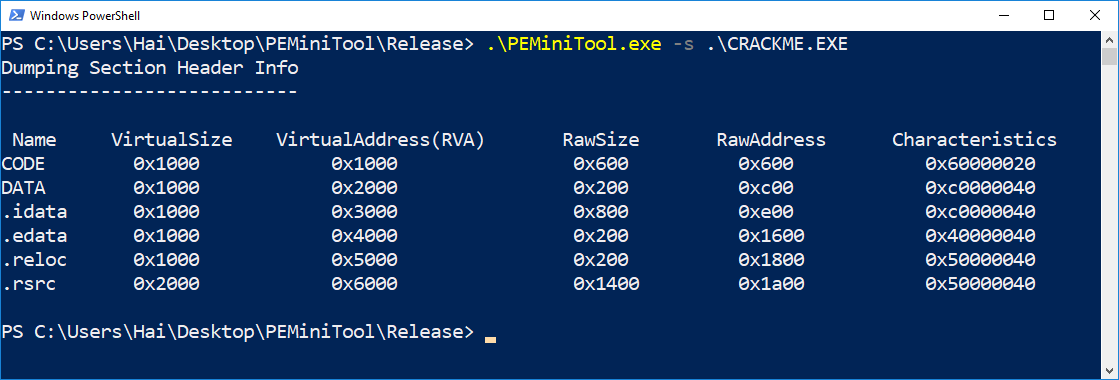 Windows PowerShell
PS C:\Users\Hai\Desktop\PEMiniTool\Release> .\PEMiniTool.exe -s .\CRACKME.EXE
Dumping Section Header Info
---------------------------
Name VirtualSize VirtualAddress(RVA) RawSize RawAddress Characteristics
CODE 0x1000 0x1000 0x600 0x600 0x60000020
DATA 0x1000 0x2000 0x200 0xc00 0xc0000040
.idata 0x1000 0x3000 0x800 0xe00 0xc0000040
.edata 0x1000 0x4000 0x200 0x1600 0x40000040
.reloc 0x1000 0x5000 0x200 0x1800 0x50000040
.rsrc 0x2000 0x6000 0x1400 0x1a00 0x50000040
PS C:\Users\Hai\Desktop\PEMiniTool\Release>